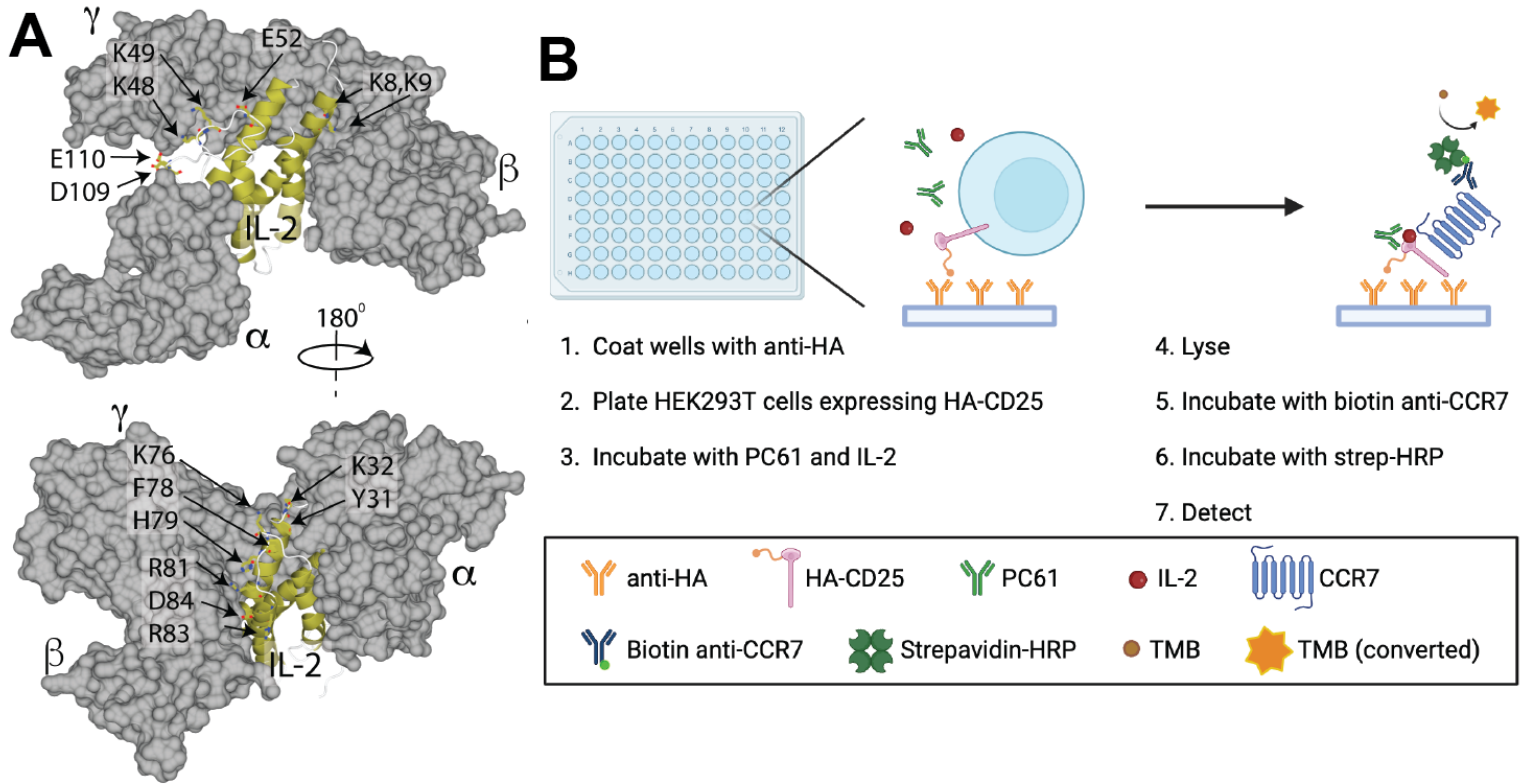 A
γ
K49
K48
E52
K8,K9
E110
D109
β
IL-2
α
180⁰
γ
K76
F78
H79
R81
D84
R83
K32
Y31
α
β
IL-2
B
1 2 3 4 5 6 7 8 9 10 11 12
A
B
C
D
E
F
G
H
1. Coat wells with anti-HA
2. Plate HEK293T cells expressing HA-CD25
3. Incubate with PC61 and IL-2
4. Lyse
5. Incubate with biotin anti-CCR7
6. Incubate with strep-HRP
7. Detect
anti-HA
HA-CD25
PC61
IL-2
CCR7
Biotin anti-CCR7
Strepavidin-HRP
TMB
TMB (converted)